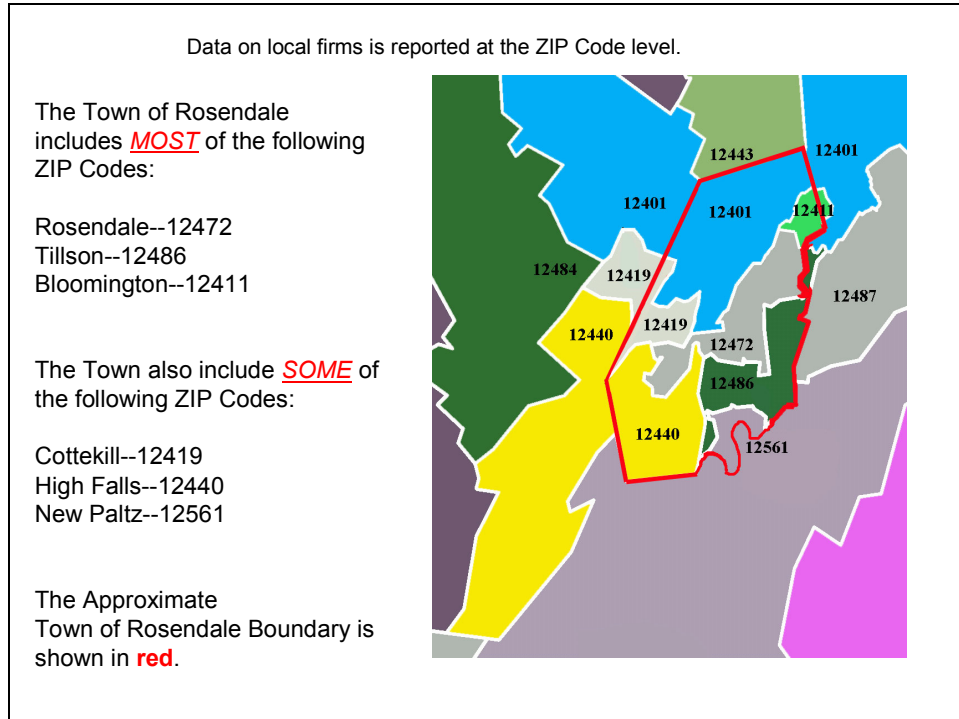 Data on local firms is reported at the ZIP Code level.
The Town of Rosendale
includes MOST of the following
ZIP Codes:
Rosendale--12472
Tillson--12486
Bloomington--12411
The Town also include SOME of
the following ZIP Codes:
Cottekill--12419
High Falls--12440
New Paltz--12561
The Approximate
Town of Rosendale Boundary is
shown in red.
12443
12401
12401
12401
12411
12484
12419
12487
12419
12440
12472
12486
12440
12561